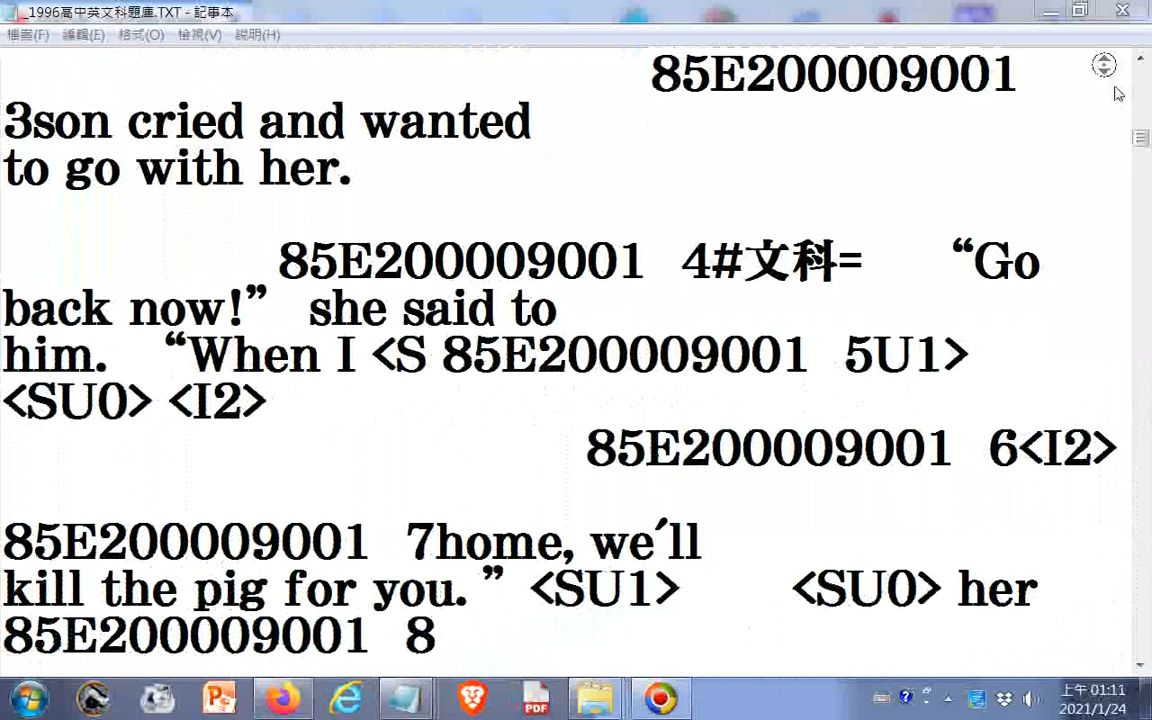 _1996高中英文科題庫.TXT - 記事本
檔案(F) 編輯(E) 格式(O) 檢視(V) 說明(H)
85E200009001
3son cried and wanted
to go with her.
85E200009001 4#文科= “Go
back now!” she said to
him. “When I <S 85E200009001 5U1>
<SU0> <I2>
85E200009001 6<I2>
85E200009001 7home, we′ll
kill the pig for you. ” <SU1> <SU0> her
85E200009001 8
PDF
上午 01:11
2021/1/24